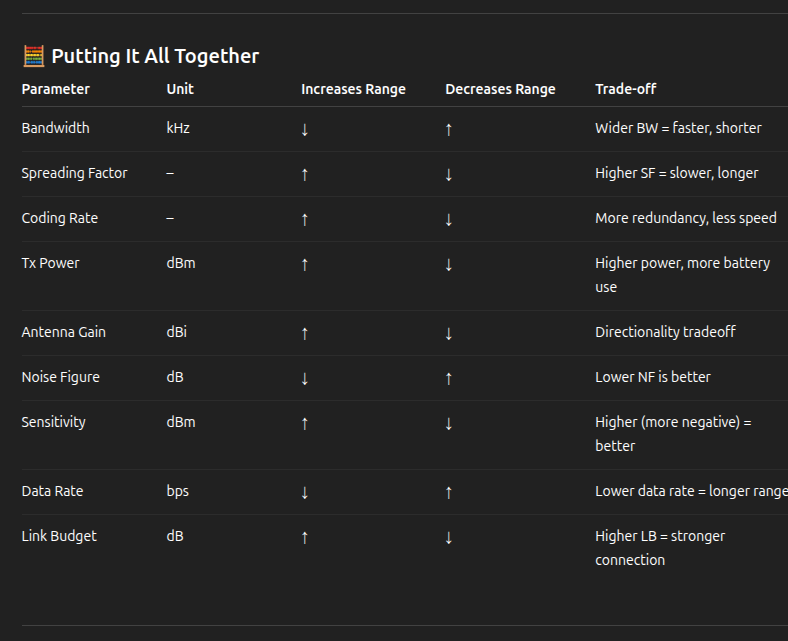 🧮 Putting It All Together
Parameter Unit Increases Range Decreases Range Trade-off
Bandwidth kHz ↓ ↑ Wider BW = faster, shorter
Spreading Factor – ↑ ↓ Higher SF = slower, longer
Coding Rate – ↑ ↓ More redundancy, less speed
Tx Power dBm ↑ ↓ Higher power, more battery
use
Antenna Gain dBi ↑ ↓ Directionality tradeoff
Noise Figure dB ↓ ↑ Lower NF is better
Sensitivity dBm ↑ ↓ Higher (more negative) =
better
Data Rate bps ↓ ↑ Lower data rate = longer range
Link Budget dB ↑ ↓ Higher LB = stronger
connection